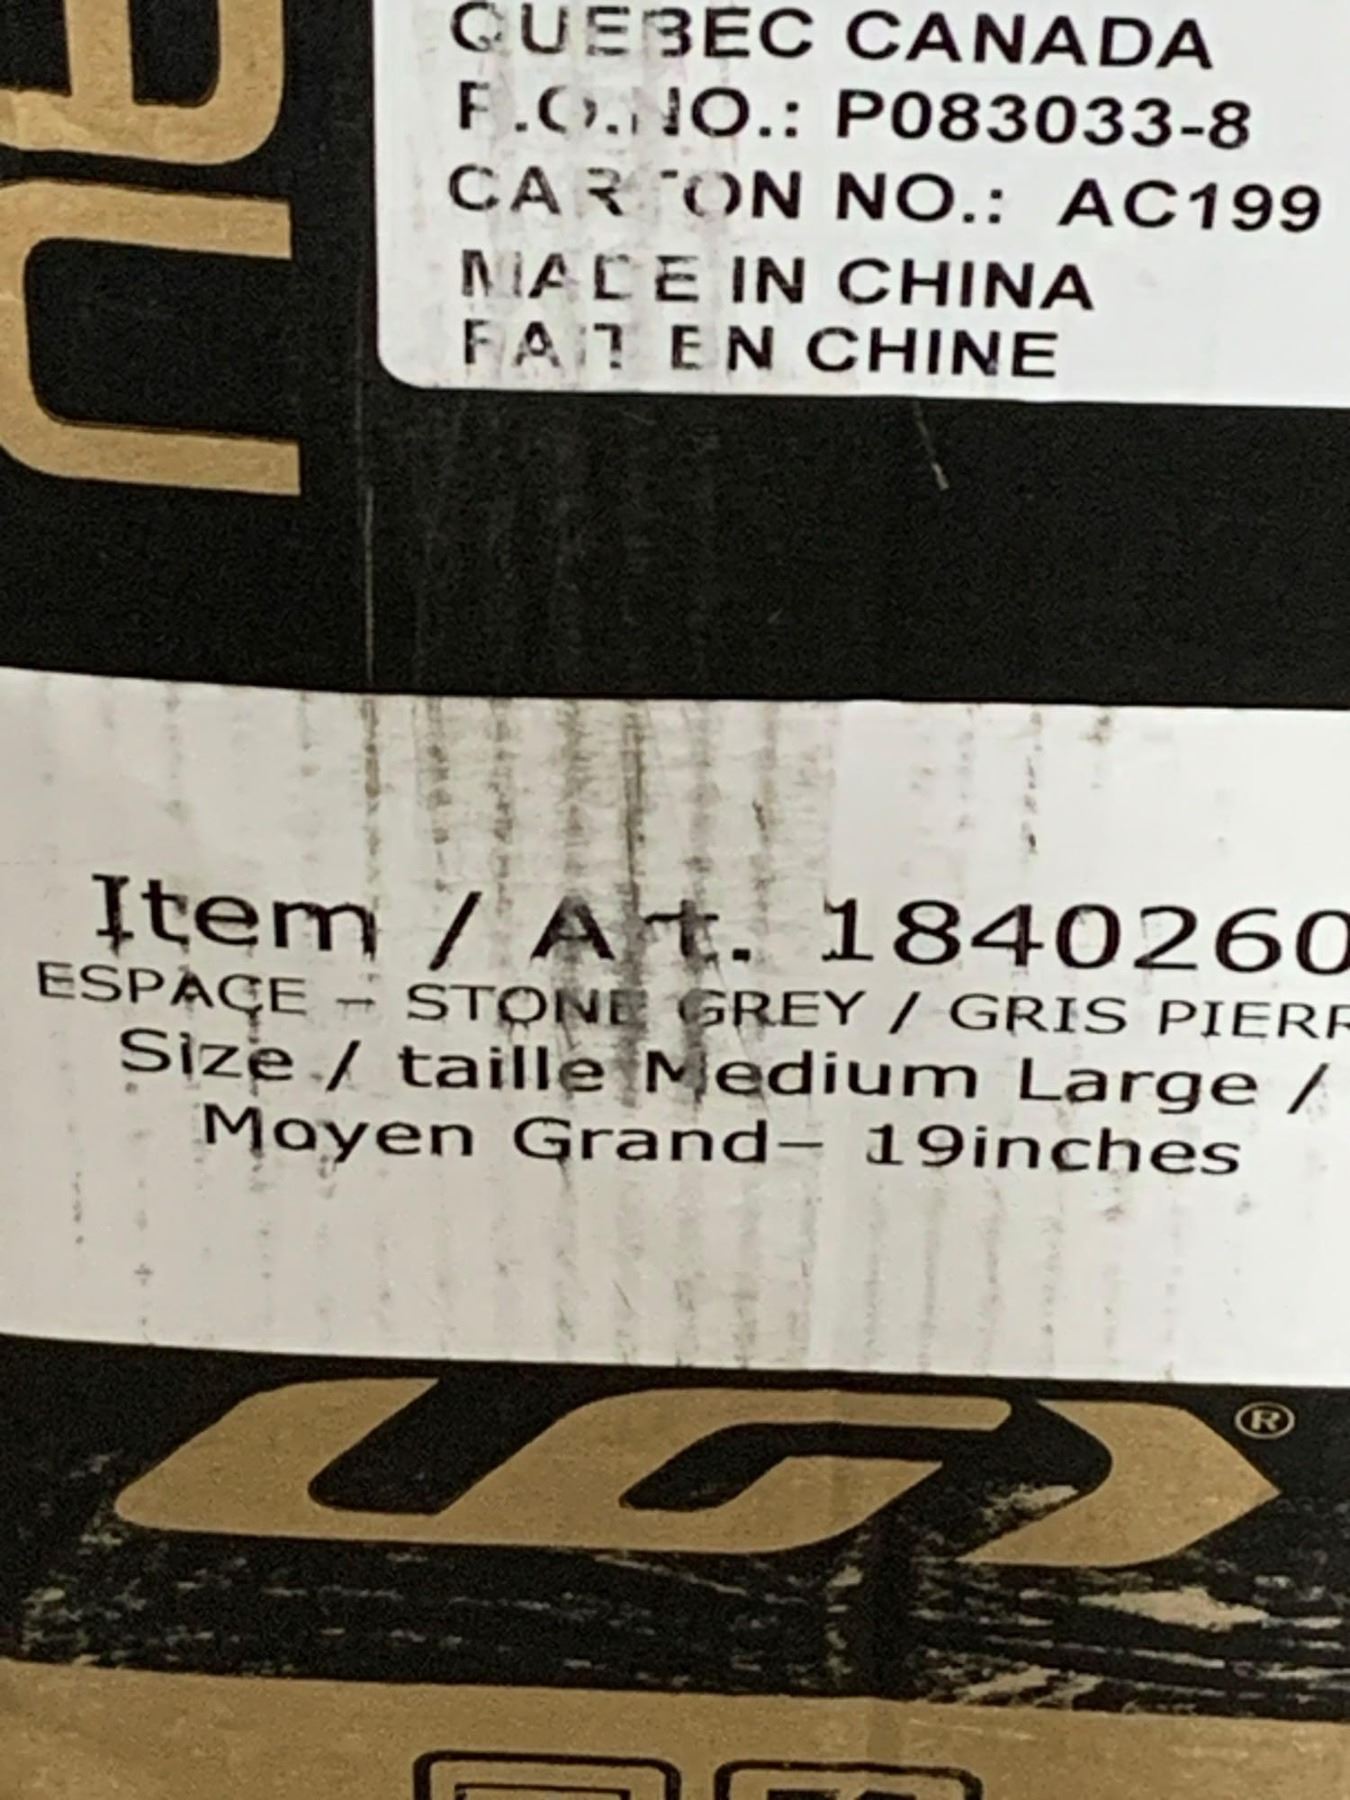 QUEBEC CANADA
P.O.NO.: P083033-8
CARTON NO.: AC199
MADE IN CHINA
FAIT EN CHINE
Item / Art. 1840260
ESPACE - STONE GREY / GRIS PIERR
Size / taille Medium Large /
Moyen Grand- 19inches
®